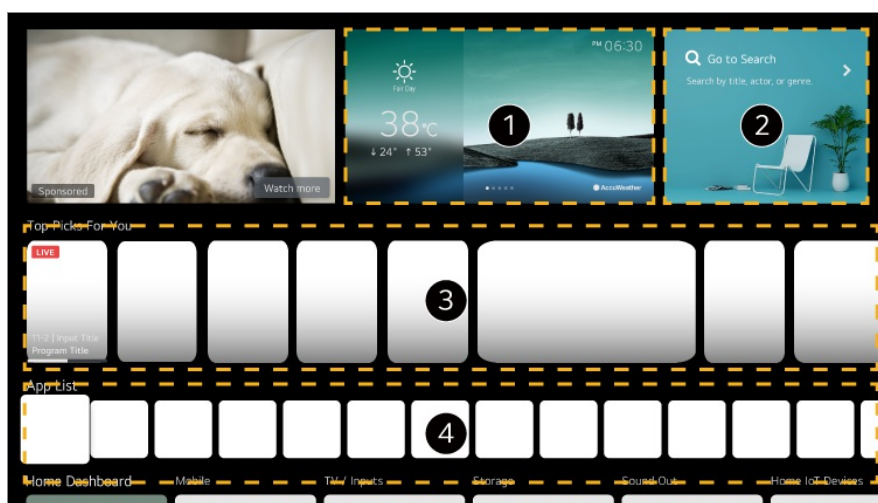 Sponsored
Watch more
Fair Day
38°C
↓ 24° ↑ 53°
PM 06:30
1
AccuWeather
Go to Search
Search by title, actor, or genre.
2
Top Picks For You
LIVE
11-2 | Input Title
Program Title
3
App List
4
Home Dashboard
Mobile
TV / Inputs
Storage
Sound Out
Home IoT Devices